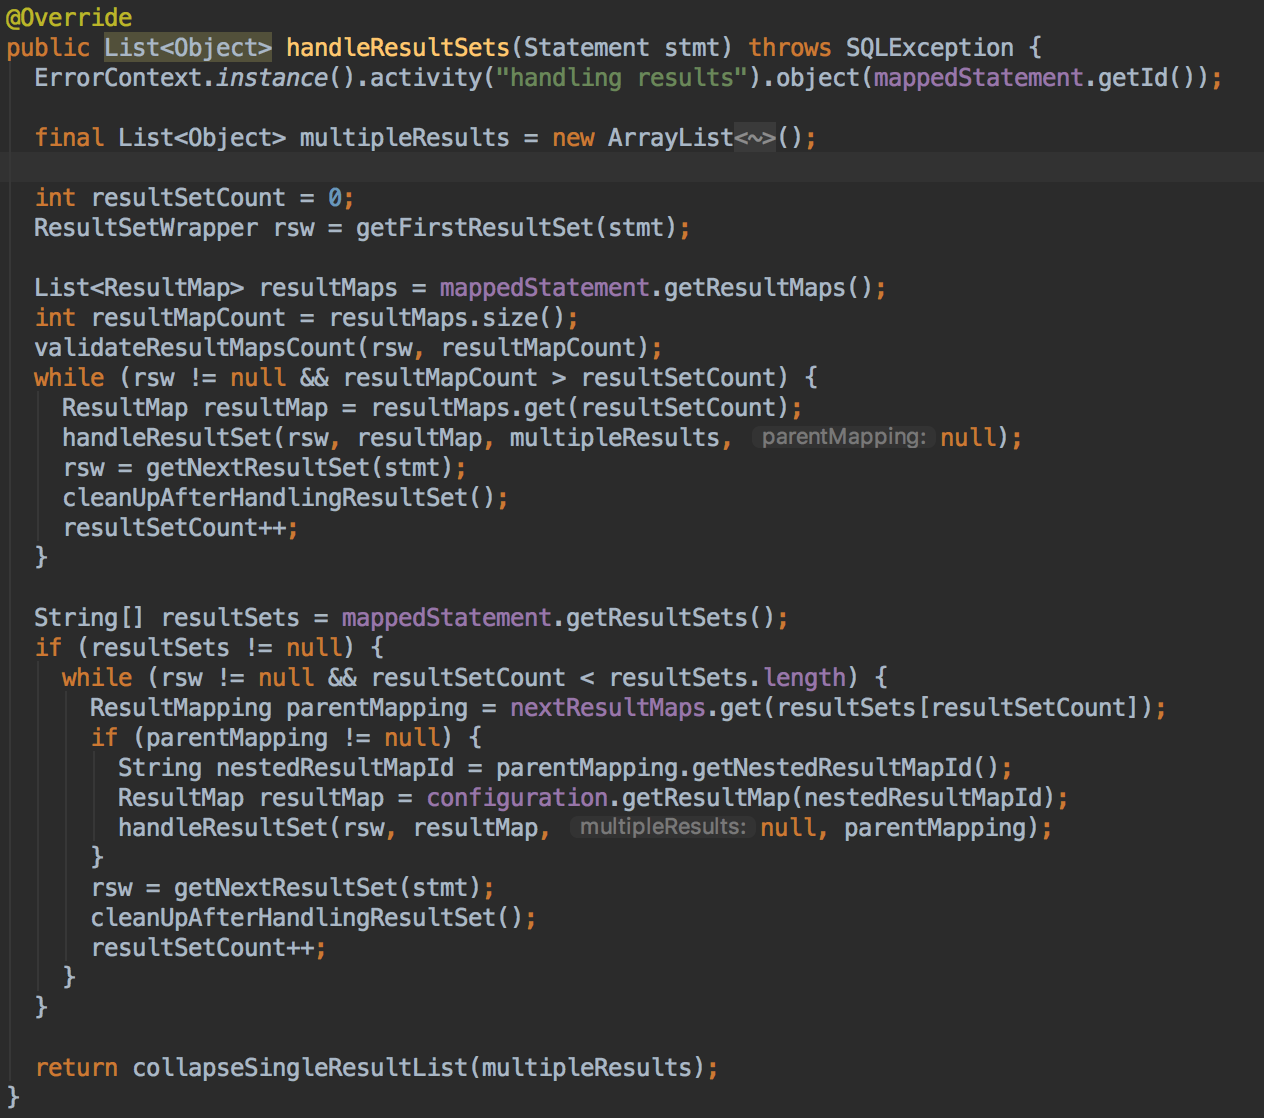 @Override
public List<Object> handleResultSets(Statement stmt) throws SQLException {
ErrorContext.instance().activity("handling results").object(mappedStatement.getId());
final List<Object> multipleResults = new ArrayList<~>();
int resultSetCount = 0;
ResultSetWrapper rsw = getFirstResultSet(stmt);
List<ResultMap> resultMaps = mappedStatement.getResultMaps();
int resultMapCount = resultMaps.size();
validateResultMapsCount(rsw, resultMapCount);
while (rsw != null && resultMapCount > resultSetCount) {
ResultMap resultMap = resultMaps.get(resultSetCount);
handleResultSet(rsw, resultMap, multipleResults, parentMapping: null);
rsw = getNextResultSet(stmt);
cleanUpAfterHandlingResultSet();
resultSetCount++;
}
String[] resultSets = mappedStatement.getResultSets();
if (resultSets != null) {
while (rsw != null && resultSetCount < resultSets.length) {
ResultMapping parentMapping = nextResultMaps.get(resultSets[resultSetCount]);
if (parentMapping != null) {
String nestedResultMapId = parentMapping.getNestedResultMapId();
ResultMap resultMap = configuration.getResultMap(nestedResultMapId);
handleResultSet(rsw, resultMap, multipleResults: null, parentMapping);
}
rsw = getNextResultSet(stmt);
cleanUpAfterHandlingResultSet();
resultSetCount++;
}
}
return collapseSingleResultList(multipleResults);
}